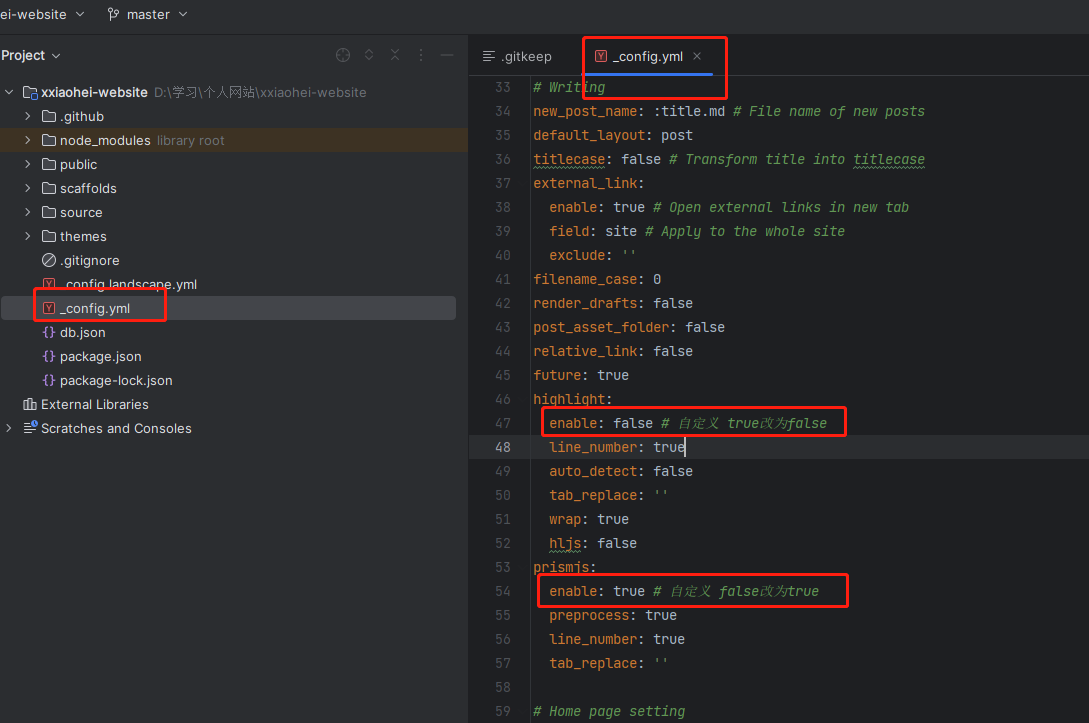 ei-website master
Project
xxiaohei-website D:\学习\个人网站\xxiaohei-website
.github
node_modules library root
public
scaffolds
source
themes
.gitignore
_config.landscape.yml
_config.yml
db.json
package.json
package-lock.json
External Libraries
Scratches and Consoles
.gitkeep
_config.yml
33 # Writing
34 new_post_name: :title.md # File name of new posts
35 default_layout: post
36 titlecase: false # Transform title into titlecase
37 external_link:
38 enable: true # Open external links in new tab
39 field: site # Apply to the whole site
40 exclude: ''
41 filename_case: 0
42 render_drafts: false
43 post_asset_folder: false
44 relative_link: false
45 future: true
46 highlight:
47 enable: false # 自定义 true改为false
48 line_number: true
49 auto_detect: false
50 tab_replace: ''
51 wrap: true
52 hljs: false
53 prismjs:
54 enable: true # 自定义 false改为true
55 preprocess: true
56 line_number: true
57 tab_replace: ''
58
59 # Home page setting